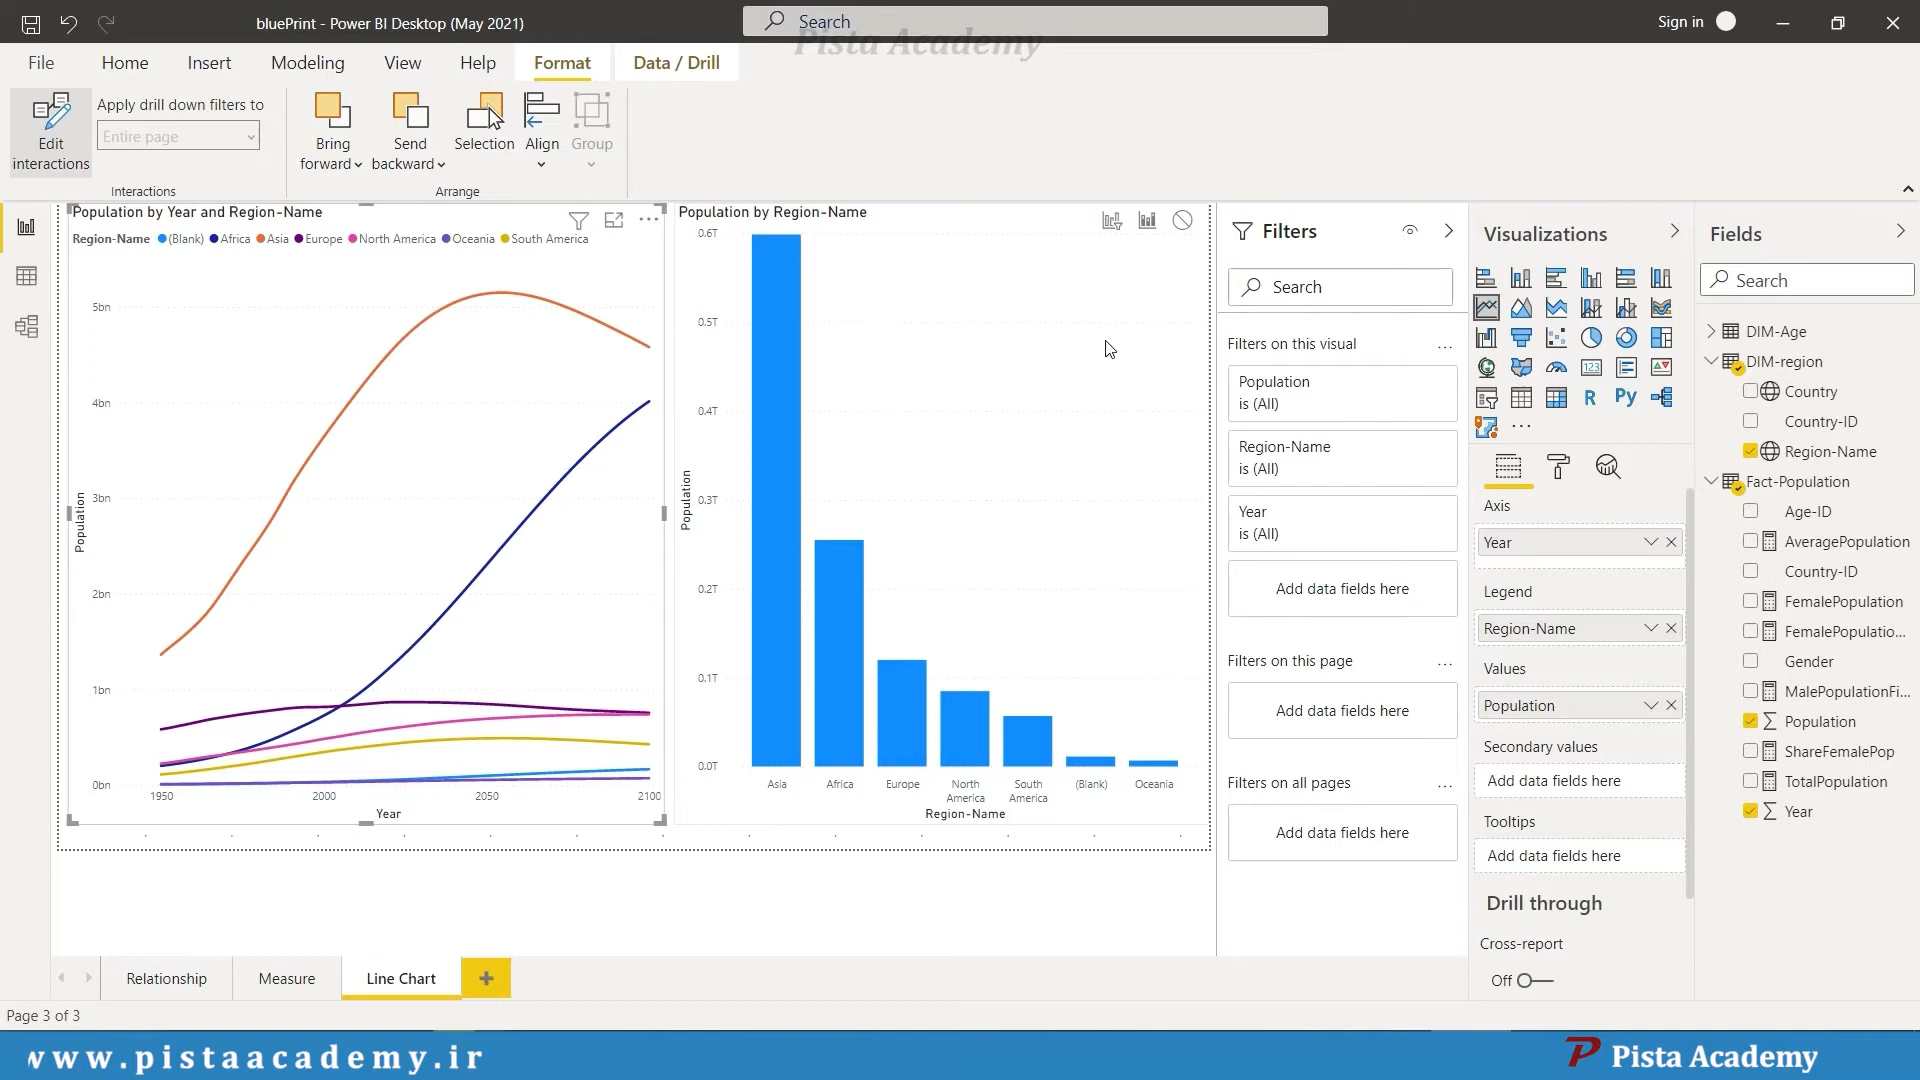 bluePrint - Power BI Desktop (May 2021)
Search
Sign in
Pista Academy
File
Home
Insert
Modeling
View
Help
Format
Data / Drill
Edit interactions
Apply drill down filters to
Entire page
Interactions
Bring forward
Send backward
Selection
Align
Group
Arrange
Population by Year and Region-Name
Region-Name (Blank) Africa Asia Europe North America Oceania South America
5bn
4bn
3bn
2bn
1bn
0bn
Population
1950 2000 2050 2100
Year
Population by Region-Name
0.6T
0.5T
0.4T
0.3T
0.2T
0.1T
0.0T
Population
Asia Africa Europe North America South America (Blank) Oceania
Region-Name
Filters
Search
Filters on this visual ...
Population
is (All)
Region-Name
is (All)
Year
is (All)
Add data fields here
Filters on this page ...
Add data fields here
Filters on all pages ...
Add data fields here
Visualizations
R Py
...
Axis
Year
Legend
Region-Name
Values
Population
Secondary values
Add data fields here
Tooltips
Add data fields here
Drill through
Cross-report
Off
Fields
Search
DIM-Age
DIM-region
Country
Country-ID
Region-Name
Fact-Population
Age-ID
AveragePopulation
Country-ID
FemalePopulation
FemalePopulatio...
Gender
MalePopulationFi...
Population
ShareFemalePop
TotalPopulation
Year
Relationship
Measure
Line Chart
Page 3 of 3
www.pistaacademy.ir
Pista Academy